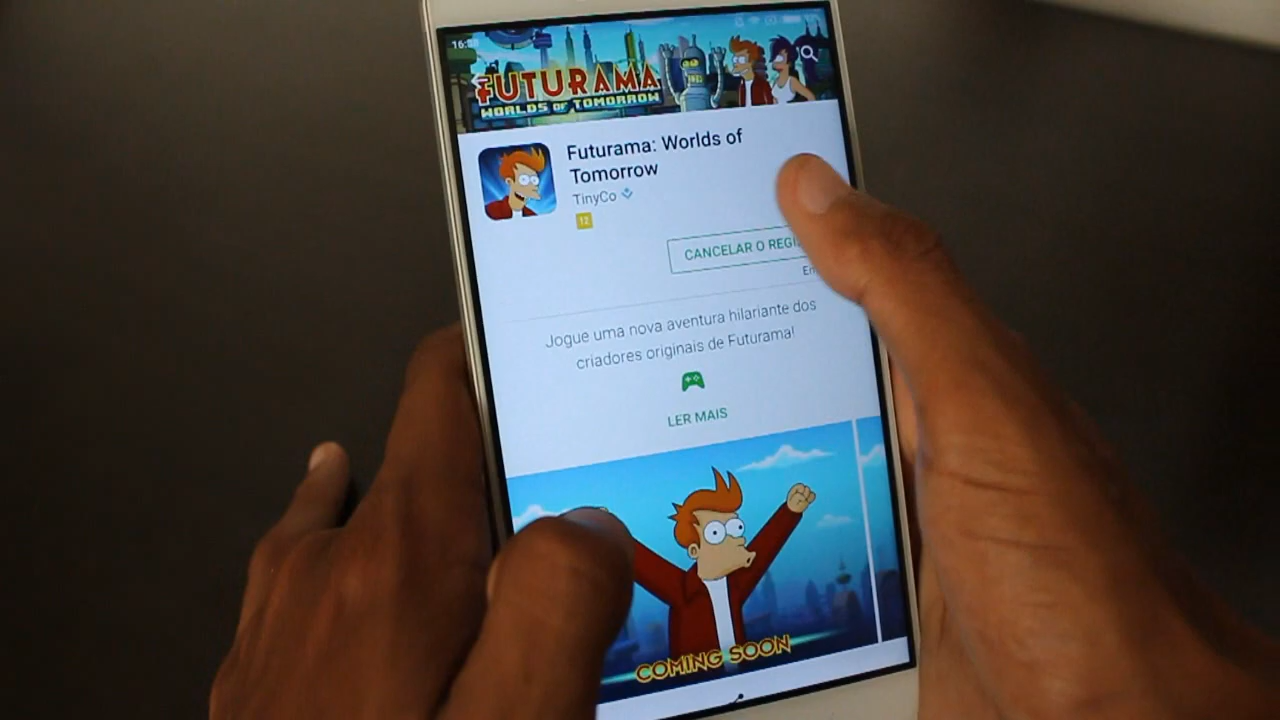 FUTURAMA
WORLDS OF TOMORROW
Futurama: Worlds of
Tomorrow
TinyCo
12
CANCELAR O
Jogue uma nova aventura hilariante dos
criadores originais de Futurama!
LER MAIS
COMING SOON